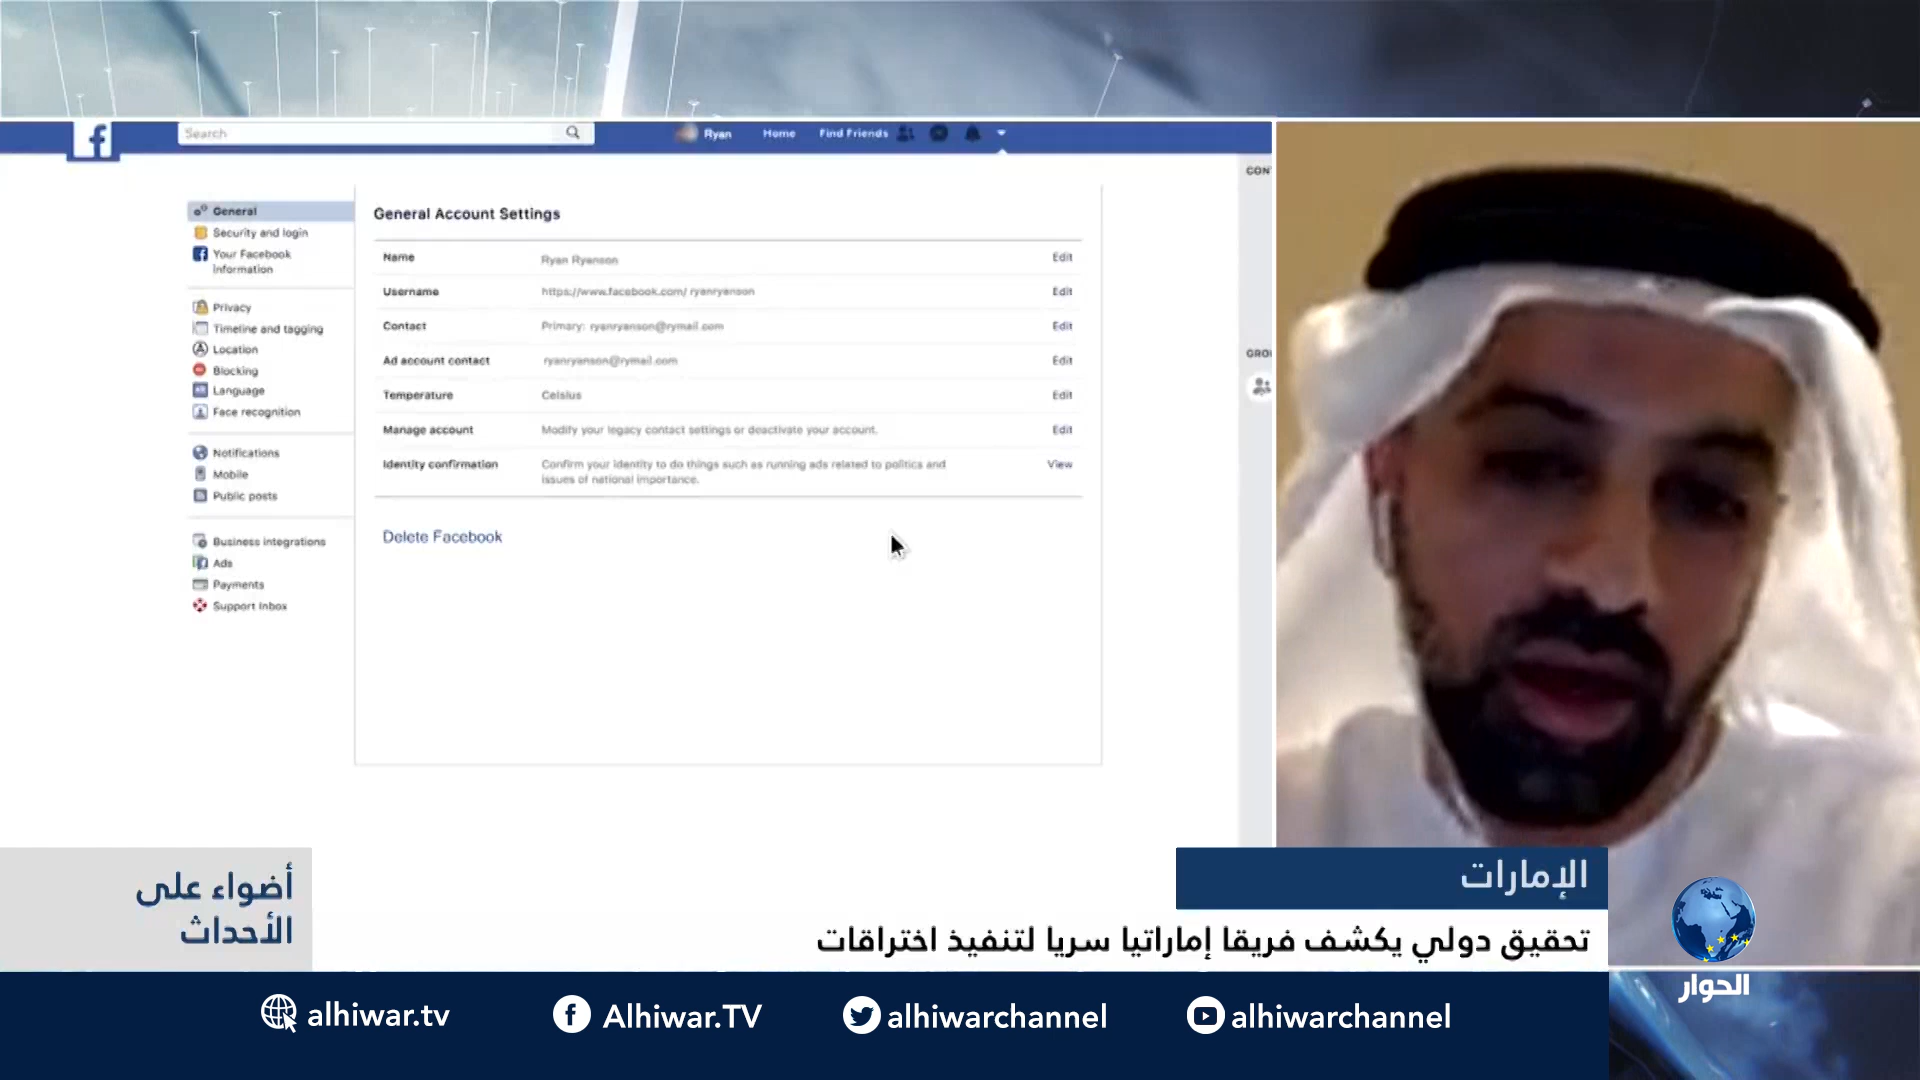 Search
Ryan
Home
Find Friends
CON
General
Security and login
Your Facebook
information
Privacy
Timeline and tagging
Location
Blocking
Language
Face recognition
Notifications
Mobile
Public posts
Business integrations
Ads
Payments
Support Inbox
General Account Settings
Name Ryan Ryanson Edit
Username https://www.facebook.com/ ryanryanson Edit
Contact Primary: ryanryanson@rymail.com Edit
Ad account contact ryanryanson@rymail.com Edit
Temperature Celsius Edit
Manage account Modify your legacy contact settings or deactivate your account. Edit
Identity confirmation Confirm your identity to do things such as running ads related to politics and View
issues of national importance.
Delete Facebook
GROU
الإمارات
تحقيق دولي يكشف فريقا إماراتيا سريا لتنفيذ اختراقات
أضواء على
الأحداث
الحوار
alhiwar.tv
Alhiwar.TV
alhiwarchannel
alhiwarchannel